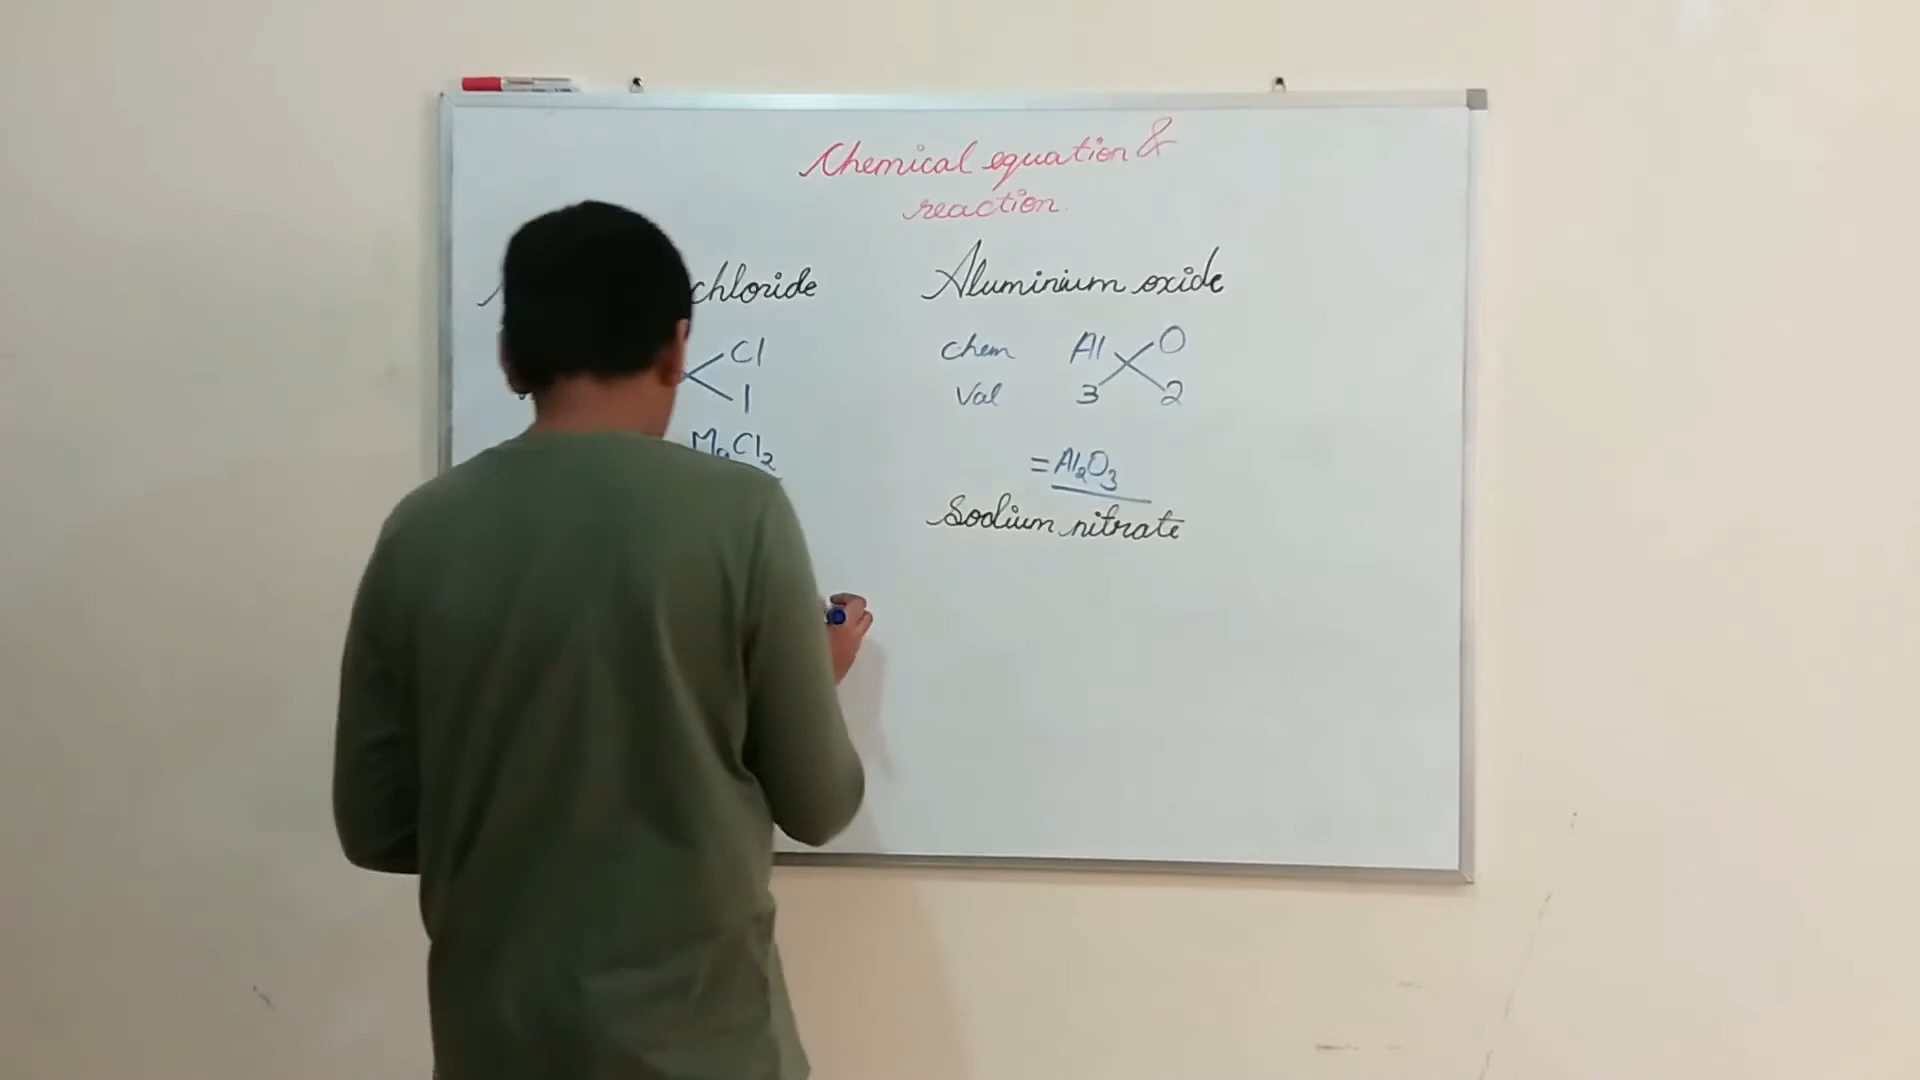 Chemical equation &
reaction
chloride
Cl
1
MgCl2
Aluminium oxide
Chem Al O
Val 3 2
= Al2O3
Sodium nitrate